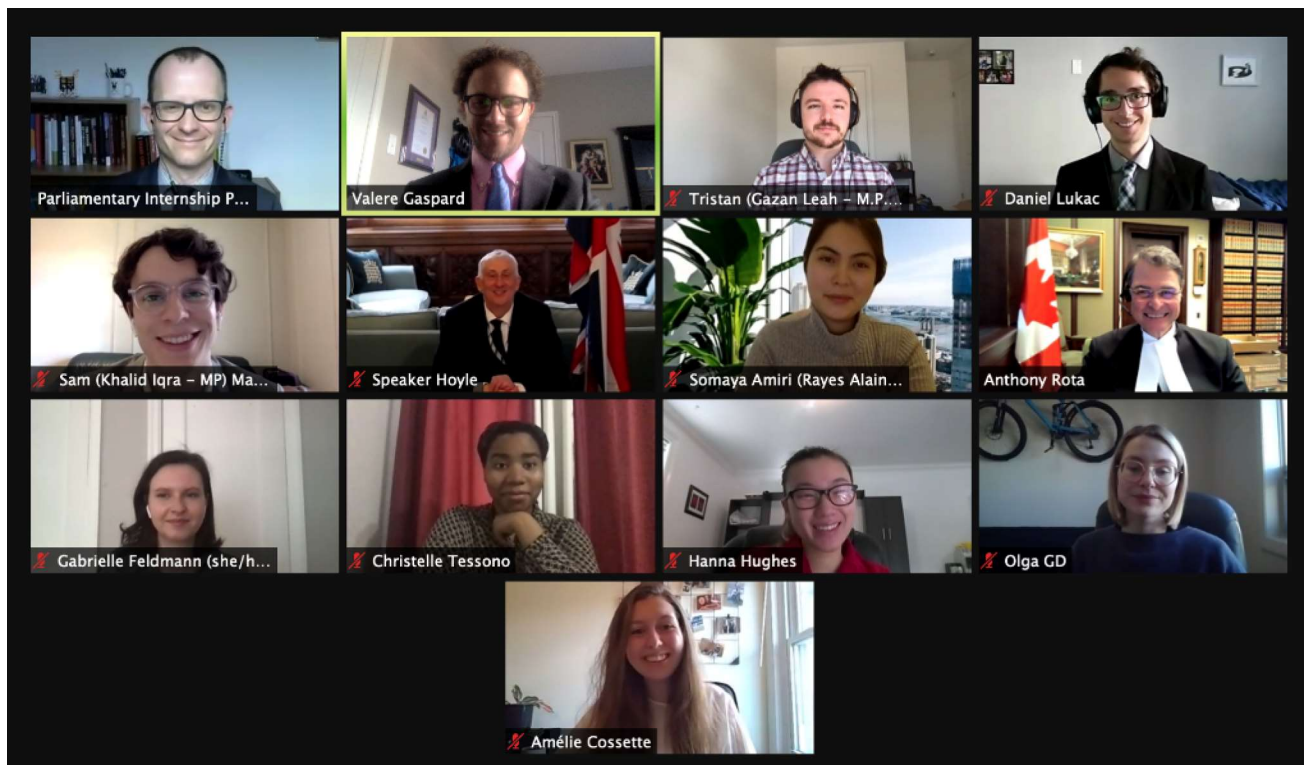 Parliamentary Internship P...
Valere Gaspard
Tristan (Gazan Leah – M.P....
Daniel Lukac
Sam (Khalid Iqra – MP) Ma...
Speaker Hoyle
Somaya Amiri (Rayes Alain...
Anthony Rota
Gabrielle Feldmann (she/h...
Christelle Tessono
Hanna Hughes
Olga GD
Amélie Cossette